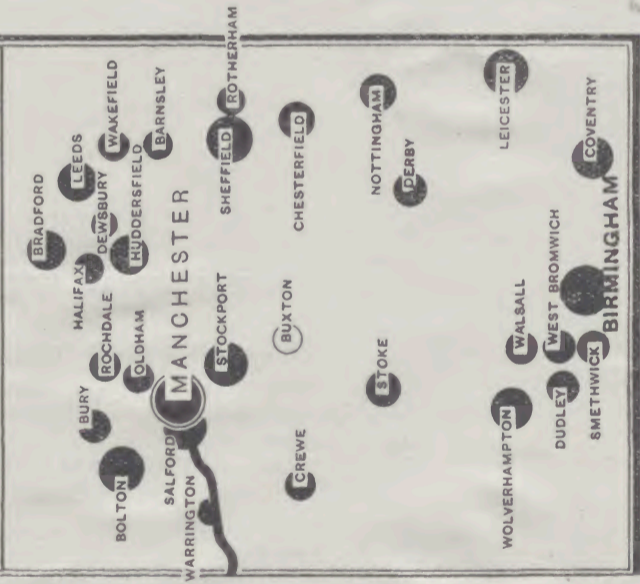 BRADFORD
LEEDS
HALIFAX
DEWSBURY
WAKEFIELD
HUDDERSFIELD
BARNSLEY
ROCHDALE
BURY
OLDHAM
BOLTON
MANCHESTER
SALFORD
WARRINGTON
STOCKPORT
SHEFFIELD
ROTHERHAM
CHESTERFIELD
BUXTON
CREWE
STOKE
NOTTINGHAM
DERBY
LEICESTER
WALSALL
WOLVERHAMPTON
WEST BROMWICH
DUDLEY
SMETHWICK
COVENTRY
BIRMINGHAM